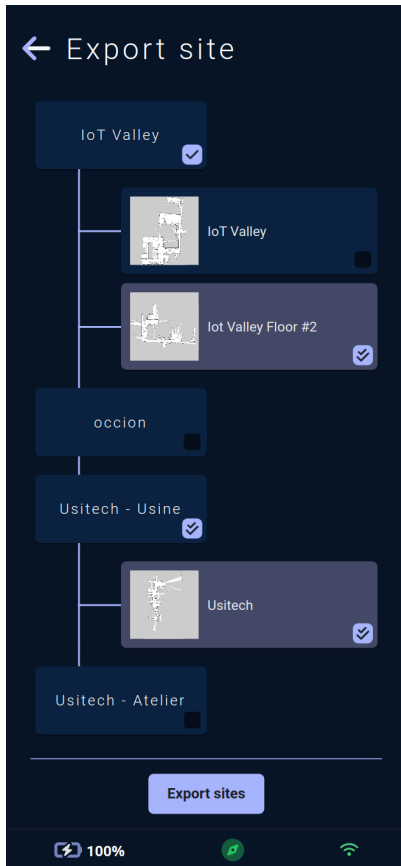 Export site
IoT Valley
IoT Valley
Iot Valley Floor #2
occion
Usitech - Usine
Usitech
Usitech - Atelier
Export sites
100%